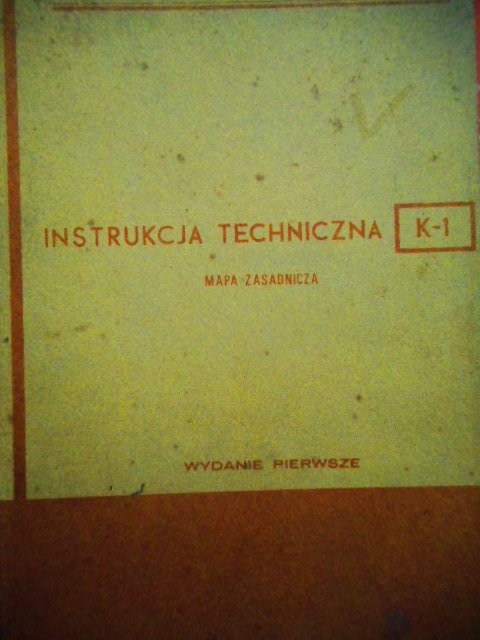 INSTRUKCJA TECHNICZNA K-1
MAPA ZASADNICZA
WYDANIE PIERWSZE